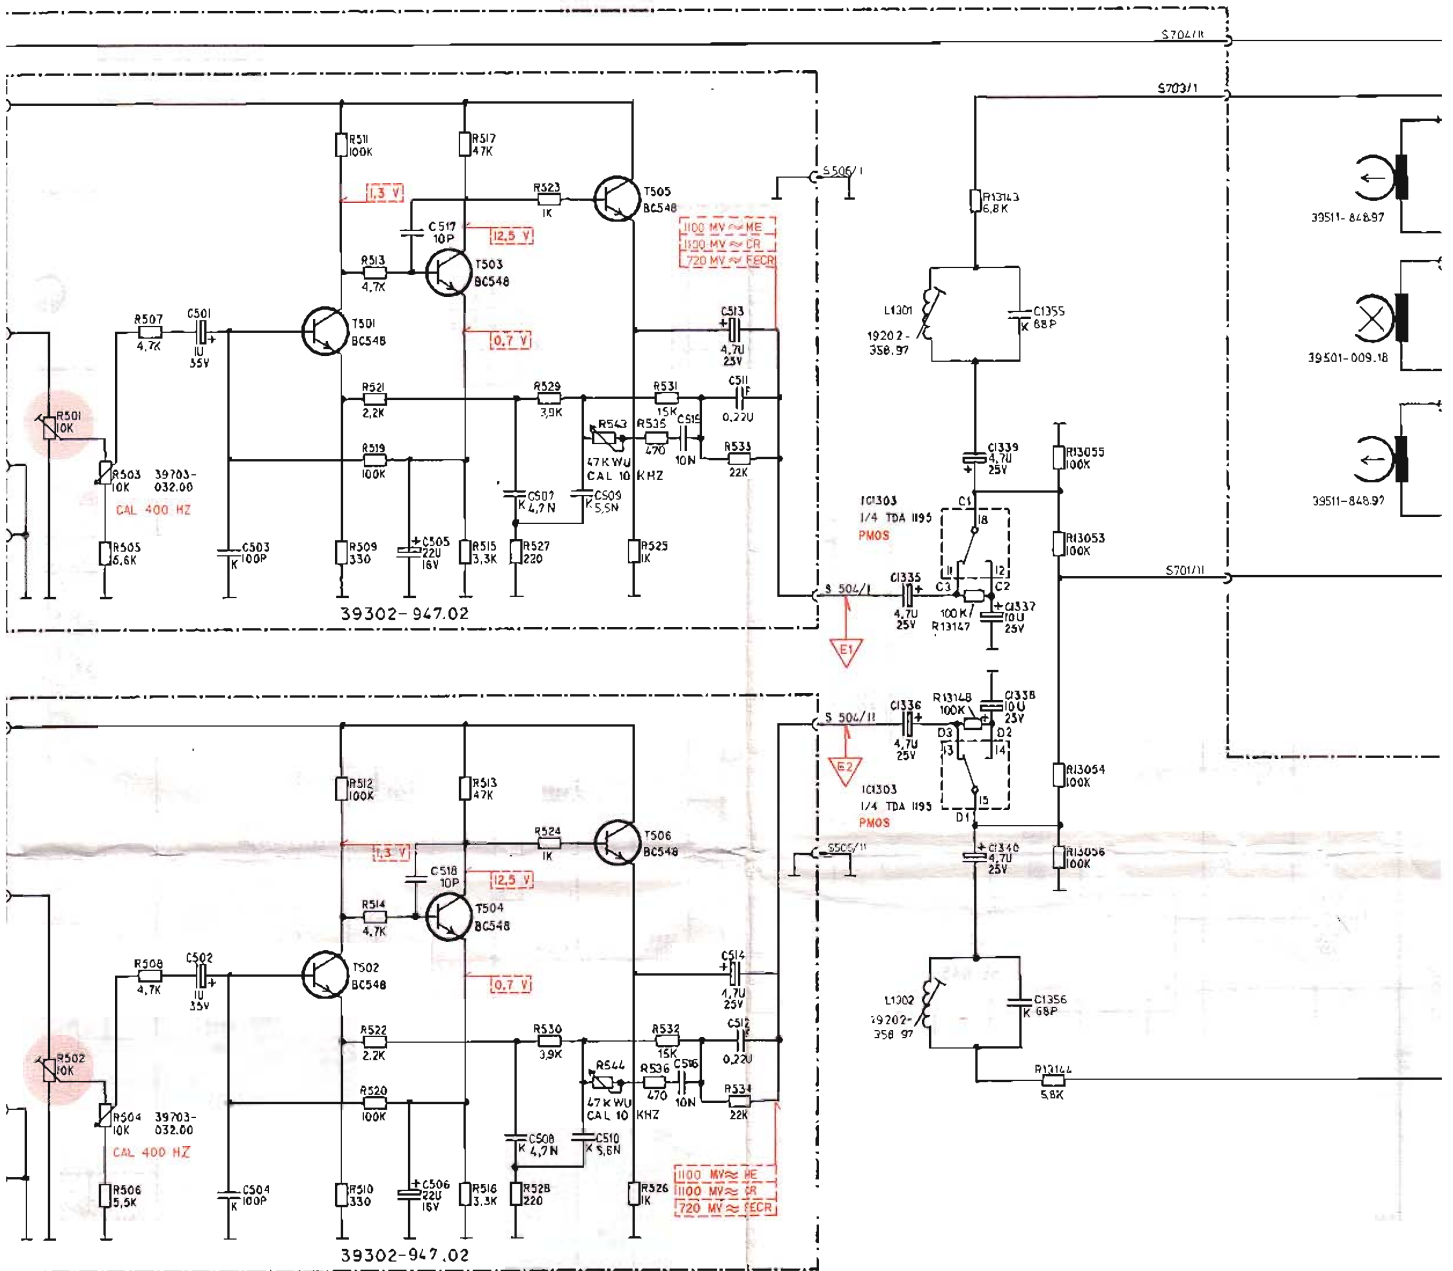 S704/II
S703/I
R511
100K
R517
47K
1,3 V
R523
1K
T505
BC548
S506/I
C517
10P
12,5 V
1100 MV ≈ ME
1100 MV ≈ CR
720 MV ≈ FECR
R13143
6,8K
39511-848.97
R513
4,7K
T503
BC548
R507
4,7K
C501
1U
35V
T501
BC548
0,7 V
C513
4,7U
25V
L1301
19202-
358.97
C1355
K 68P
39501-009.18
R521
2,2K
R529
3,9K
R531
15K
C511
0,22U
R501
10K
R543
47K WU
CAL 10 KHZ
R535
470
C515
10N
R533
22K
R519
100K
R503
10K
39703-
032.00
CAL 400 HZ
C1339
4,7U
25V
R13055
100K
39511-848.97
C507
K 4,7N
C509
K 5,6N
IC1303
1/4 TDA 1195
PMOS
C1
18
11
12
C3
C2
R13053
100K
R505
5,6K
C503
K 100P
R509
330
C505
22U
16V
R515
3,3K
R527
220
R525
1K
S701/II
39302-947.02
S 504/I
C1335
4,7U
25V
100K
R13147
C1337
10U
25V
E1
S 504/II
C1336
4,7U
25V
R13148
100K
C1338
10U
25V
D3
D2
13
14
E2
IC1303
1/4 TDA 1195
PMOS
15
D1
R13054
100K
R512
100K
R513
47K
1,3 V
R524
1K
T506
BC548
S505/II
C1340
4,7U
25V
R13056
100K
C518
10P
12,5 V
R514
4,7K
T504
BC548
R508
4,7K
C502
1U
35V
T502
BC548
0,7 V
C514
4,7U
25V
L1302
19202-
358 97
C1356
K 68P
R522
2.2K
R530
3,9K
R532
15K
C512
0,22U
R502
10K
R544
47K WU
CAL 10 KHZ
R536
470
C516
10N
R534
22K
R13144
5,8K
R520
100K
R504
10K
39703-
032.00
CAL 400 HZ
C508
K 4,7N
C510
K 5,6N
R506
5,5K
C504
K 100P
R510
330
C506
22U
16V
R516
3,3K
R528
220
R526
1K
1100 MV ≈ ME
1100 MV ≈ CR
720 MV ≈ FECR
39302-947.02